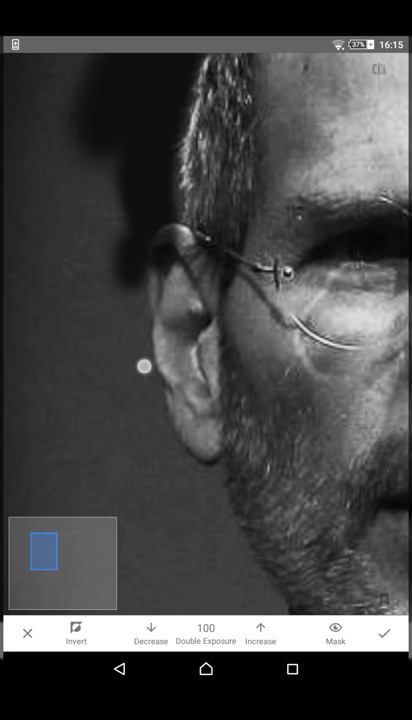 37%
16:15
Invert
Decrease
100
Double Exposure
Increase
Mask